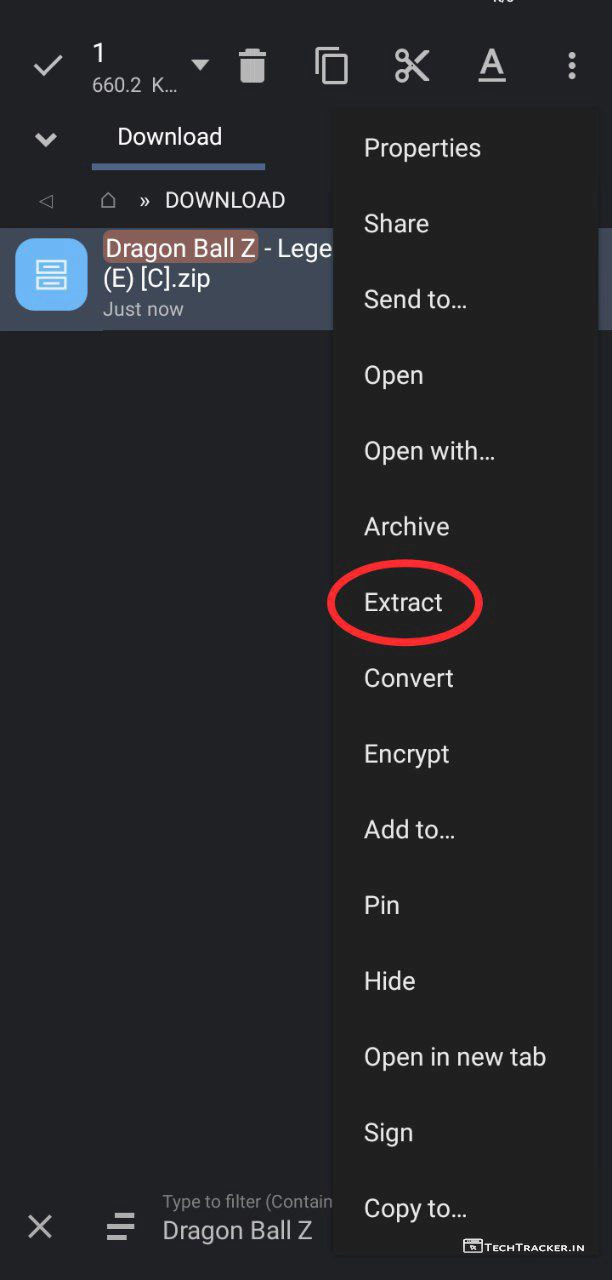 1
660.2 K...
Download
DOWNLOAD
Dragon Ball Z - Lege
(E) [C].zip
Just now
Properties
Share
Send to...
Open
Open with...
Archive
Extract
Convert
Encrypt
Add to...
Pin
Hide
Open in new tab
Sign
Copy to...
Type to filter (Contain
Dragon Ball Z
TECHTRACKER.IN